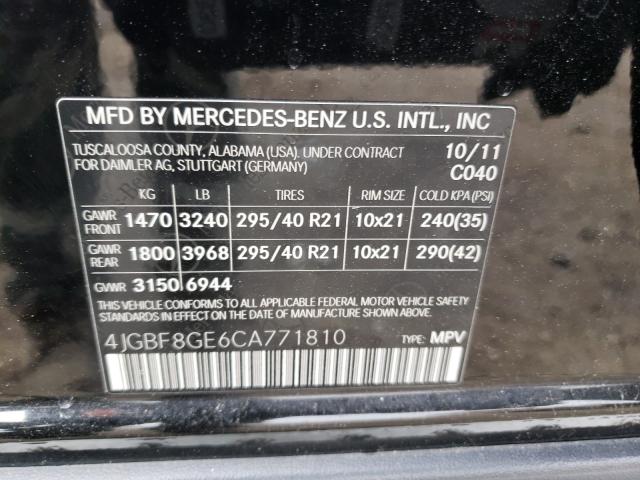 MFD BY MERCEDES-BENZ U.S. INTL., INC
TUSCALOOSA COUNTY, ALABAMA (USA). UNDER CONTRACT 10/11
FOR DAIMLER AG, STUTTGART (GERMANY) C040
KG LB TIRES RIM SIZE COLD KPA(PSI)
GAWR FRONT 1470 3240 295/40 R21 10x21 240(35)
GAWR REAR 1800 3968 295/40 R21 10x21 290(42)
GVWR 3150 6944
THIS VEHICLE CONFORMS TO ALL APPLICABLE FEDERAL MOTOR VEHICLE SAFETY
STANDARDS IN EFFECT ON THE DATE OF MANUFACTURE SHOWN ABOVE.
4JGBF8GE6CA771810 TYPE: MPV